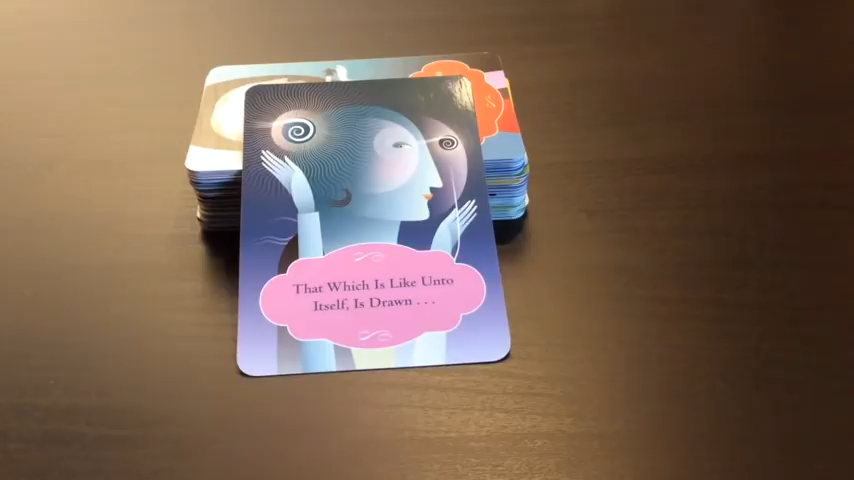 That Which Is Like Unto
Itself, Is Drawn . . .